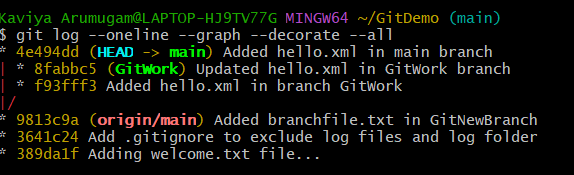 Kaviya Arumugam@LAPTOP-HJ9TV77G MINGW64 ~/GitDemo (main)
$ git log --oneline --graph --decorate --all
* 4e494dd (HEAD -> main) Added hello.xml in main branch
| * 8fabbc5 (GitWork) Updated hello.xml in GitWork branch
| * f93fff3 Added hello.xml in branch GitWork
|/
* 9813c9a (origin/main) Added branchfile.txt in GitNewBranch
* 3641c24 Add .gitignore to exclude log files and log folder
* 389da1f Adding welcome.txt file...